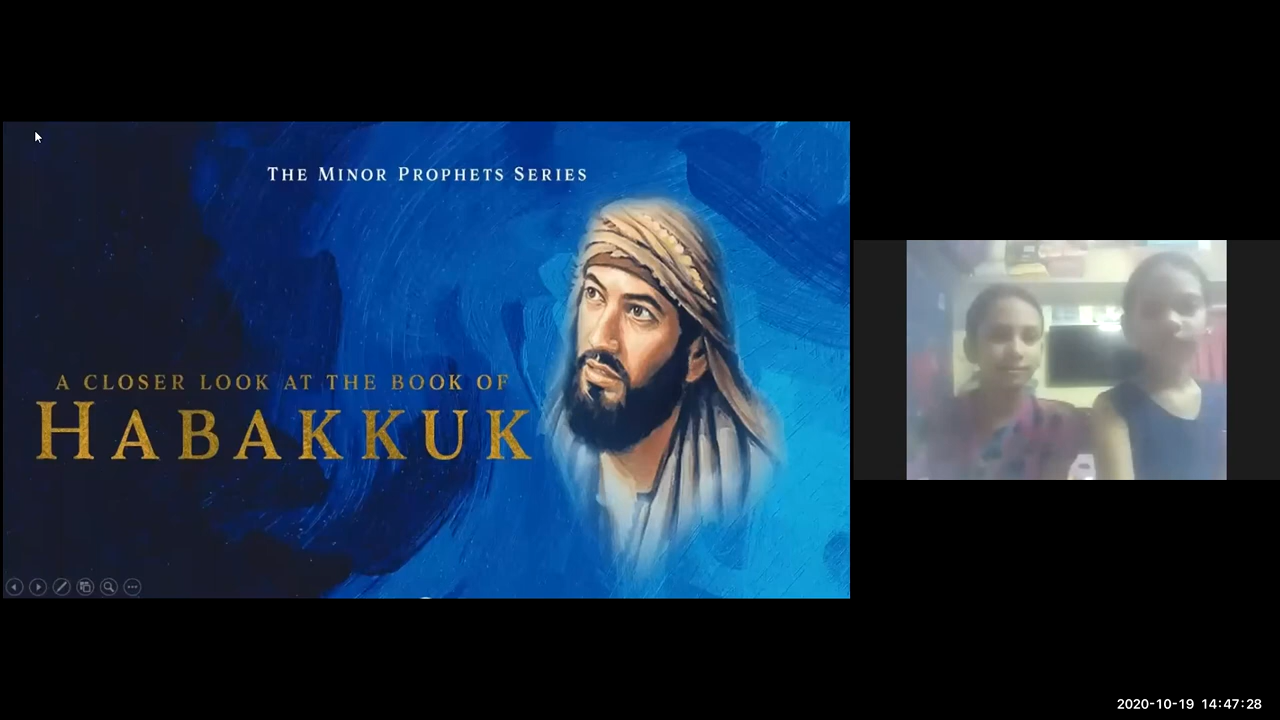 THE MINOR PROPHETS SERIES
A CLOSER LOOK AT THE BOOK OF
HABAKKUK
2020-10-19 14:47:28